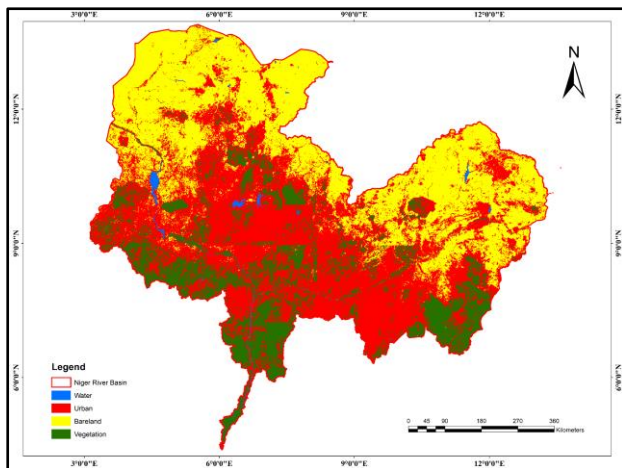 3°0'0"E 6°0'0"E 9°0'0"E 12°0'0"E
N
12°0'0"N 12°0'0"N
9°0'0"N 9°0'0"N
6°0'0"N 6°0'0"N
Legend
Niger River Basin
Water
Urban
Bareland
Vegetation
0 45 90 180 270 360
Kilometers
3°0'0"E 6°0'0"E 9°0'0"E 12°0'0"E